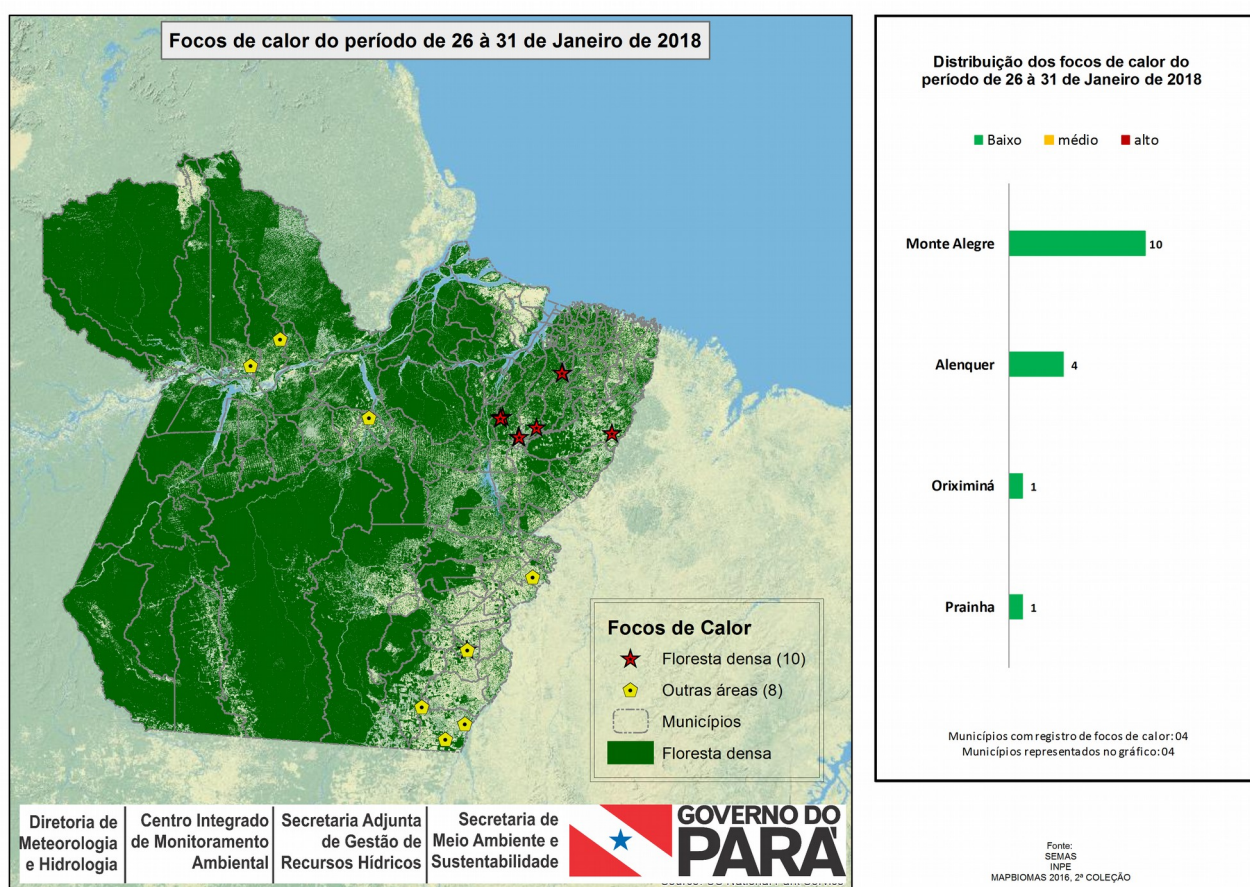 Focos de calor do período de 26 à 31 de Janeiro de 2018
Focos de Calor
Floresta densa (10)
Outras áreas (8)
Municípios
Floresta densa
Diretoria de
Meteorologia
e Hidrologia
Centro Integrado
de Monitoramento
Ambiental
Secretaria Adjunta
de Gestão de
Recursos Hídricos
Secretaria de
Meio Ambiente e
Sustentabilidade
GOVERNO DO
PARÁ
Distribuição dos focos de calor do
período de 26 à 31 de Janeiro de 2018
Baixo médio alto
Monte Alegre 10
Alenquer 4
Oriximiná 1
Prainha 1
Municípios com registro de focos de calor:04
Municípios representados no gráfico:04
Fonte:
SEMAS
INPE
MAPBIOMAS 2016, 2ª COLEÇÃO